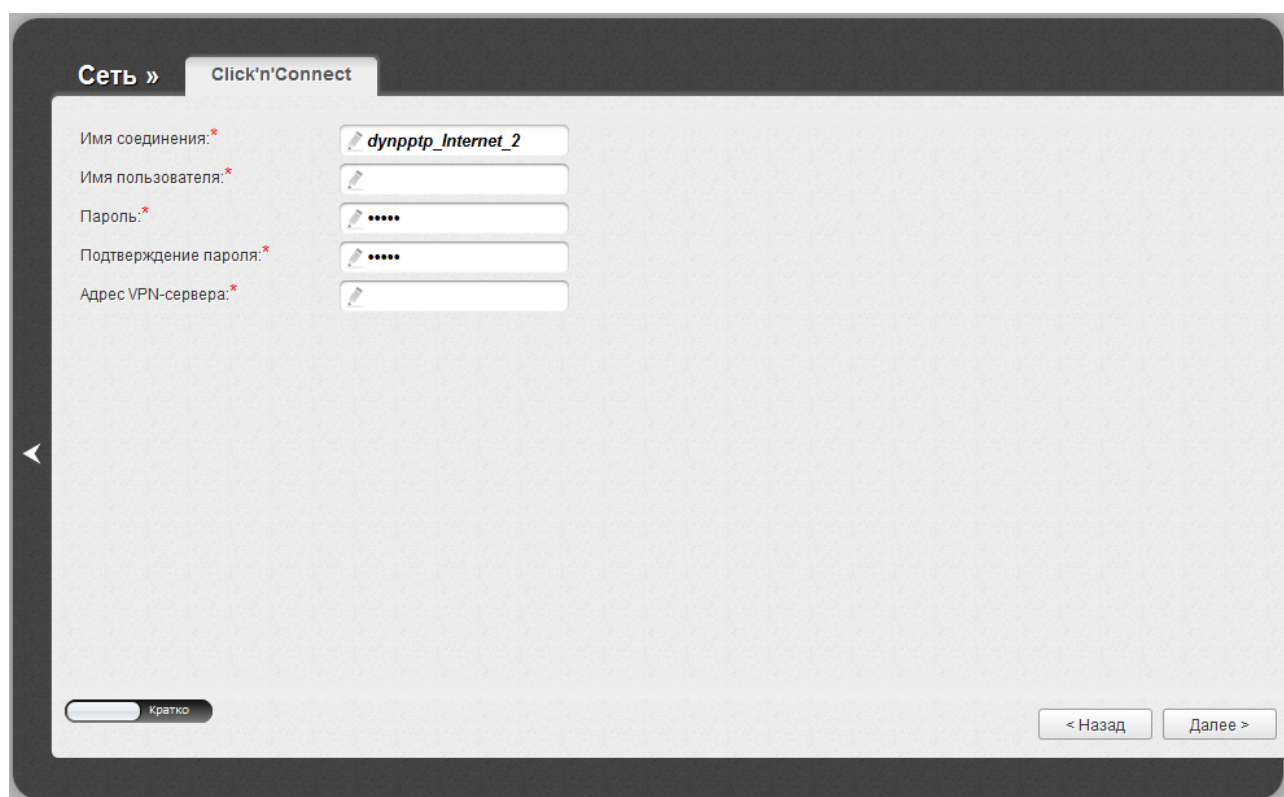 Сеть » Click'n'Connect
Имя соединения:* dynpptp_Internet_2
Имя пользователя:*
Пароль:* •••••
Подтверждение пароля:* •••••
Адрес VPN-сервера:*
Кратко
< Назад Далее >